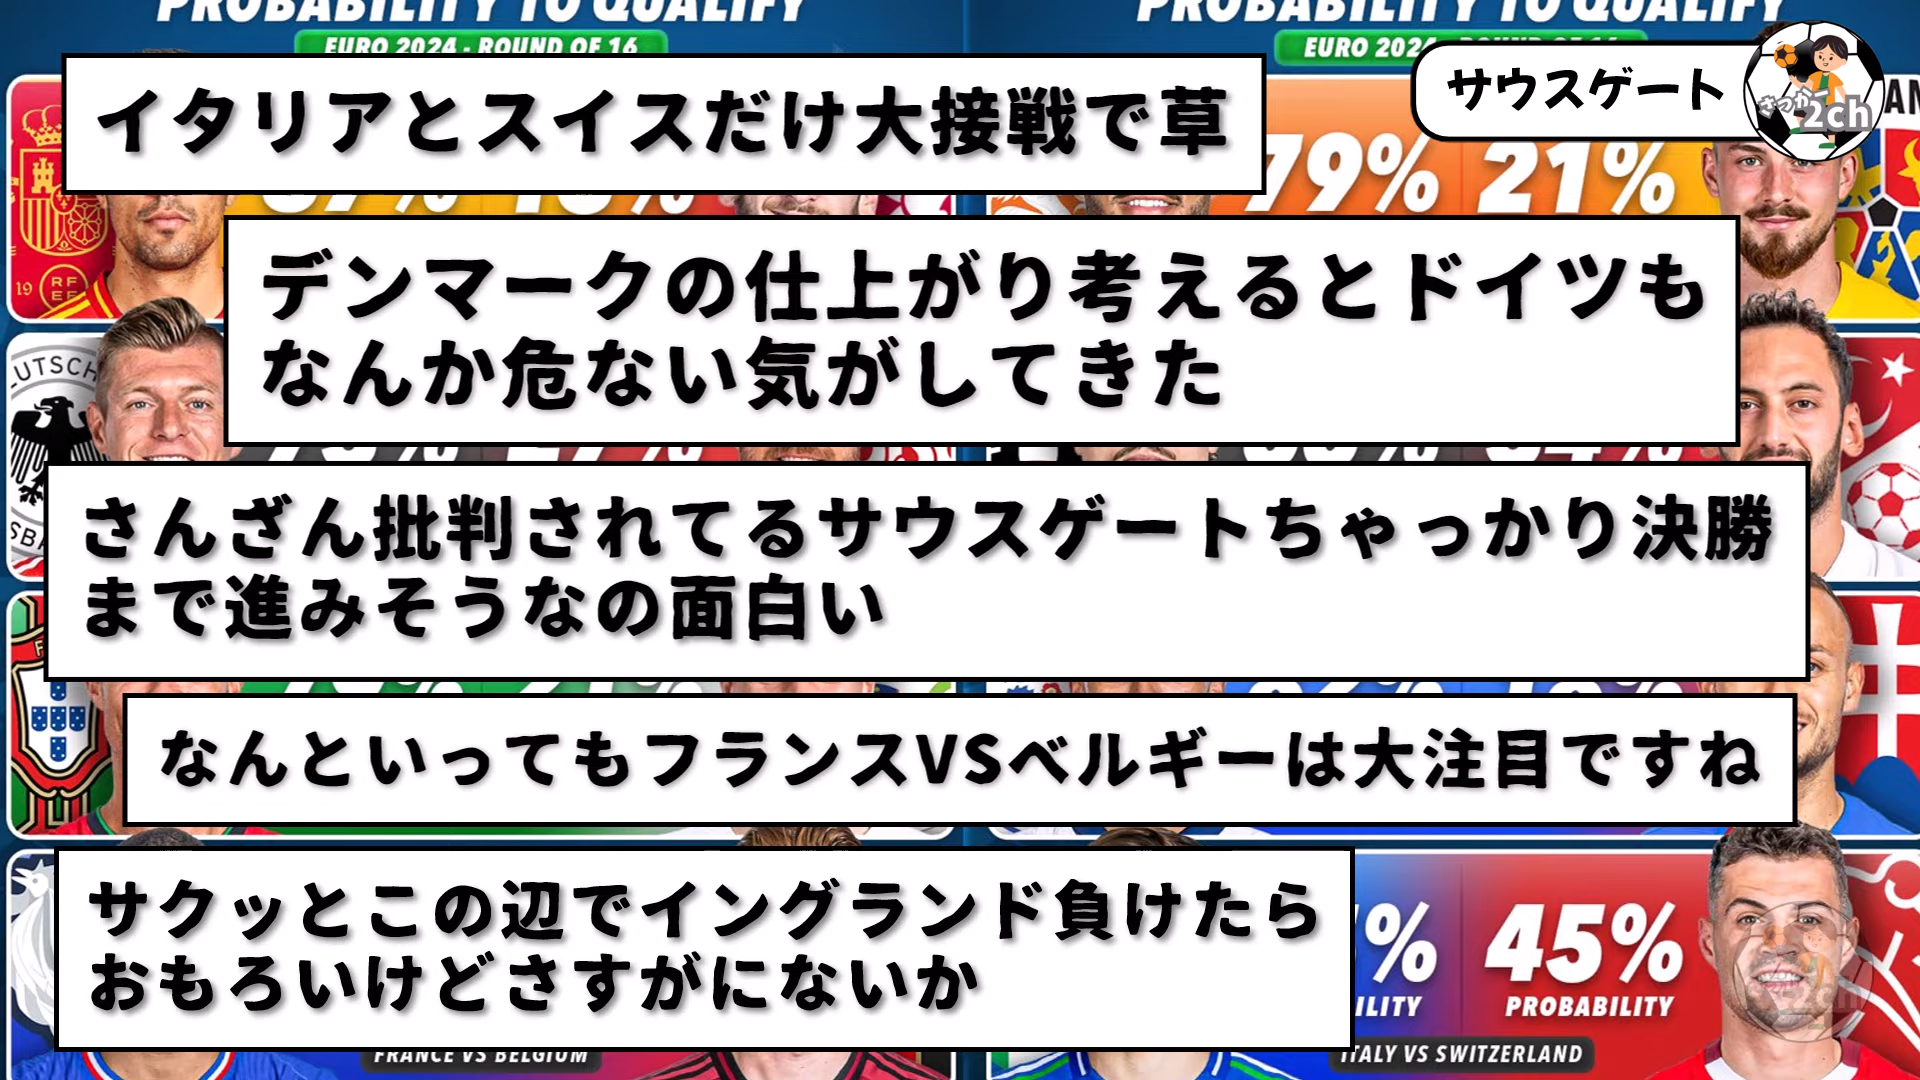 PROBABILITY TO QUALIFY
PROBABILITY TO QUALIFY
EURO 2024 - ROUND OF 16
EURO 2024
サウスゲート
さっかー
2ch
イタリアとスイスだけ大接戦で草
79% 21%
デンマークの仕上がり考えるとドイツも
なんか危ない気がしてきた
19
RF
さんざん批判されてるサウスゲートちゃっかり決勝
まで進みそうなの面白い
なんといってもフランスVSベルギーは大注目ですね
サクッとこの辺でイングランド負けたら
おもろいけどさすがにないか
% 45%
PROBABILITY
FRANCE VS BELGIUM
ITALY VS SWITZERLAND